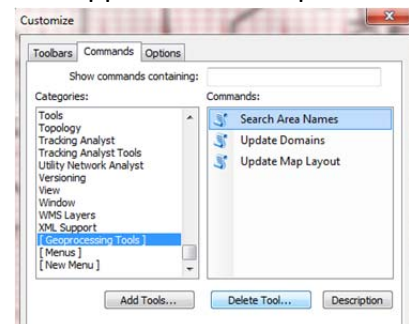 Customize
Toolbars Commands Options
Show commands containing:
Categories:
Commands:
Tools
Topology
Tracking Analyst
Tracking Analyst Tools
Utility Network Analyst
Versioning
View
Window
WMS Layers
XML Support
[ Geoprocessing Tools ]
[ Menus ]
[ New Menu ]
Search Area Names
Update Domains
Update Map Layout
Add Tools...
Delete Tool...
Description